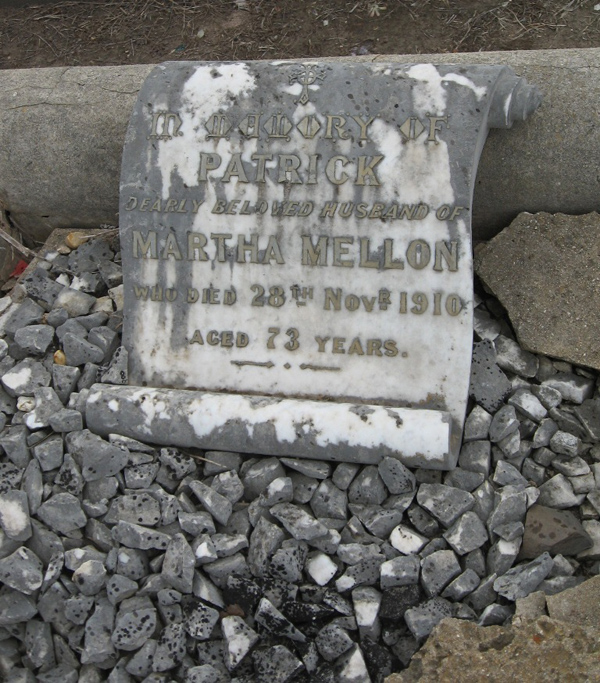 IN MEMORY OF
PATRICK
DEARLY BELOVED HUSBAND OF
MARTHA MELLON
WHO DIED 28TH NOVR 1910
AGED 73 YEARS.